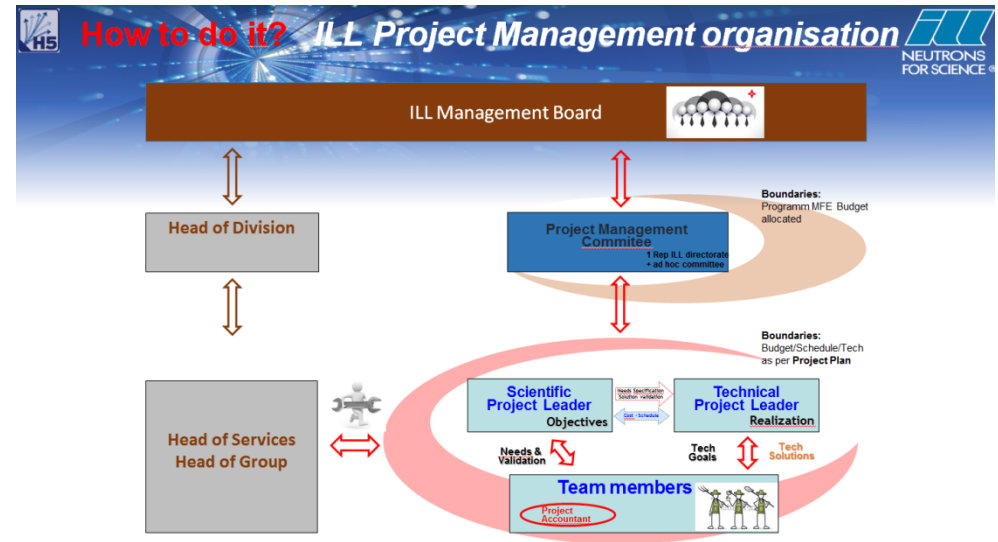 H5
How to do it? ILL Project Management organisation
NEUTRONS
FOR SCIENCE ®
ILL Management Board
Boundaries:
Programm MFE Budget
allocated
Head of Division
Project Management
Commitee
1 Rep ILL directorate
+ ad hoc committee
Boundaries:
Budget/Schedule/Tech
as per Project Plan
Scientific
Project Leader
Objectives
Needs Specification
Solution validation
Cost - Schedule
Technical
Project Leader
Realization
Head of Services
Head of Group
Needs &
Validation
Tech
Goals
Tech
Solutions
Team members
Project
Accountant